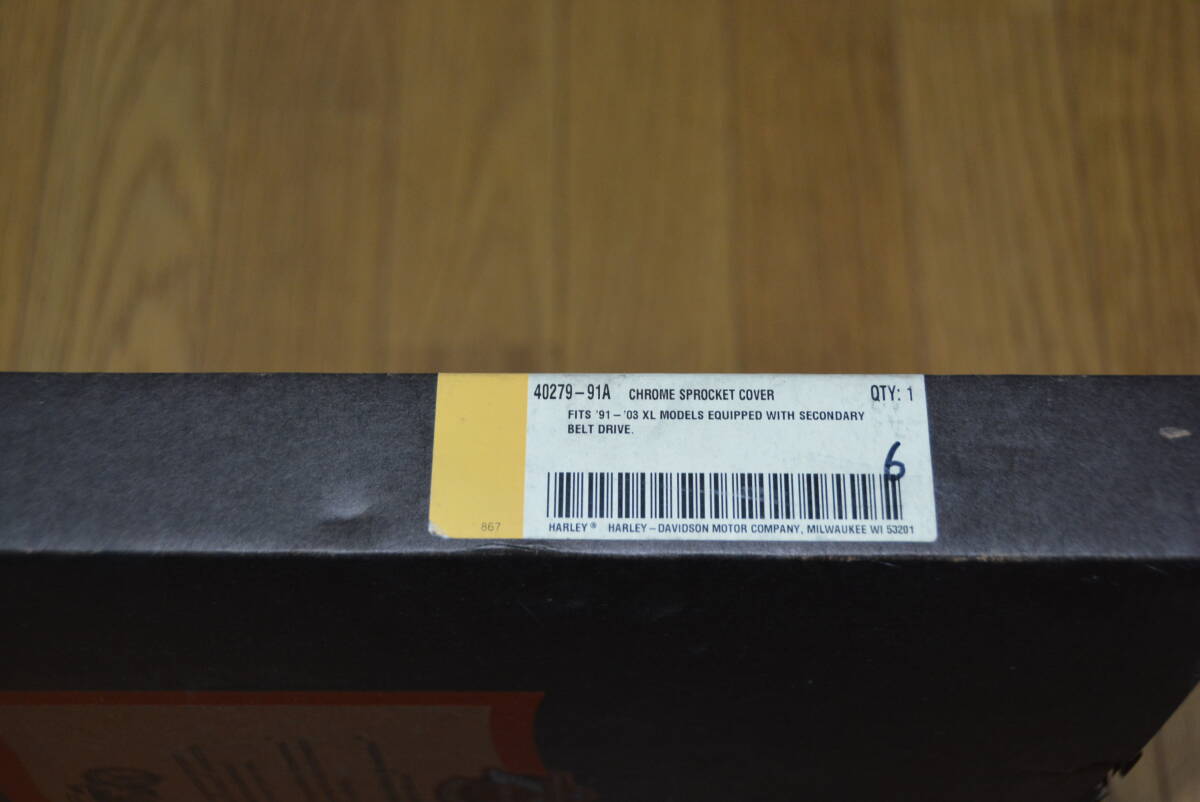 40279-91A CHROME SPROCKET COVER QTY: 1
FITS '91-'03 XL MODELS EQUIPPED WITH SECONDARY
BELT DRIVE.
6
867
HARLEY® HARLEY-DAVIDSON MOTOR COMPANY, MILWAUKEE WI 53201